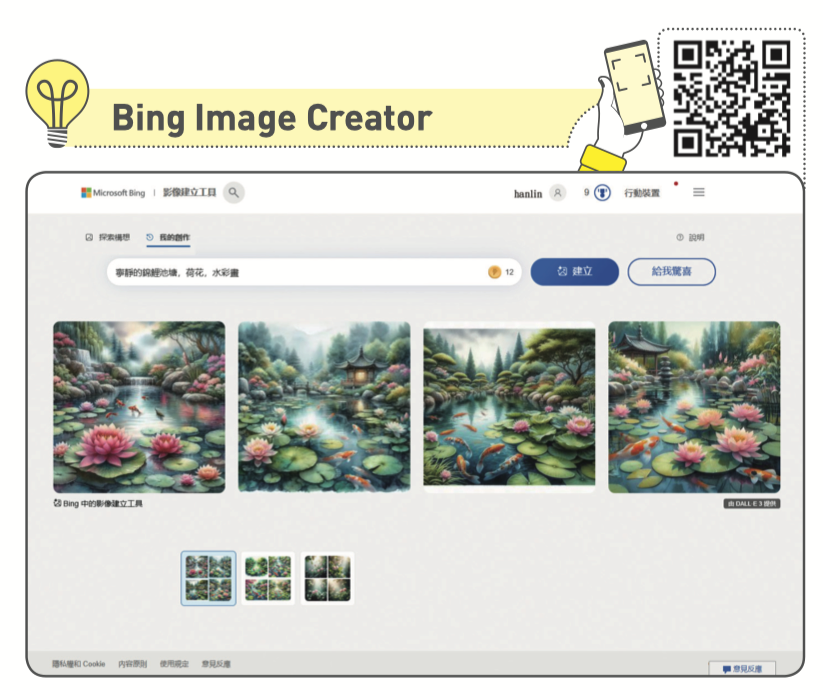 Bing Image Creator
Microsoft Bing | 影像建立工具
hanlin 9 行動裝置
探索構想 我的創作 說明
寧靜的錦鯉池塘，荷花，水彩畫 12 建立 給我驚喜
Bing 中的影像建立工具 由 DALL·E 3 提供
隱私權和 Cookie 內容原則 使用規定 意見反應
意見反應